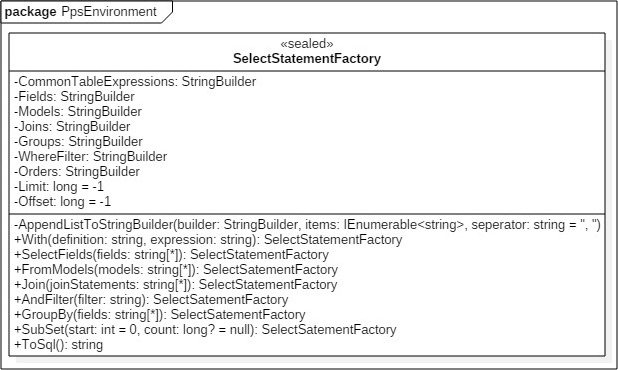 package PpsEnvironment
«sealed»
SelectStatementFactory
-CommonTableExpressions: StringBuilder
-Fields: StringBuilder
-Models: StringBuilder
-Joins: StringBuilder
-Groups: StringBuilder
-WhereFilter: StringBuilder
-Orders: StringBuilder
-Limit: long = -1
-Offset: long = -1
-AppendListToStringBuilder(builder: StringBuilder, items: IEnumerable<string>, seperator: string = ", ")
+With(definition: string, expression: string): SelectStatementFactory
+SelectFields(fields: string[*]): SelectStatementFactory
+FromModels(models: string[*]): SelectSatementFactory
+Join(joinStatements: string[*]): SelectStatementFactory
+AndFilter(filter: string): SelectSatementFactory
+GroupBy(fields: string[*]): SelectSatementFactory
+SubSet(start: int = 0, count: long? = null): SelectStatementFactory
+ToSql(): string